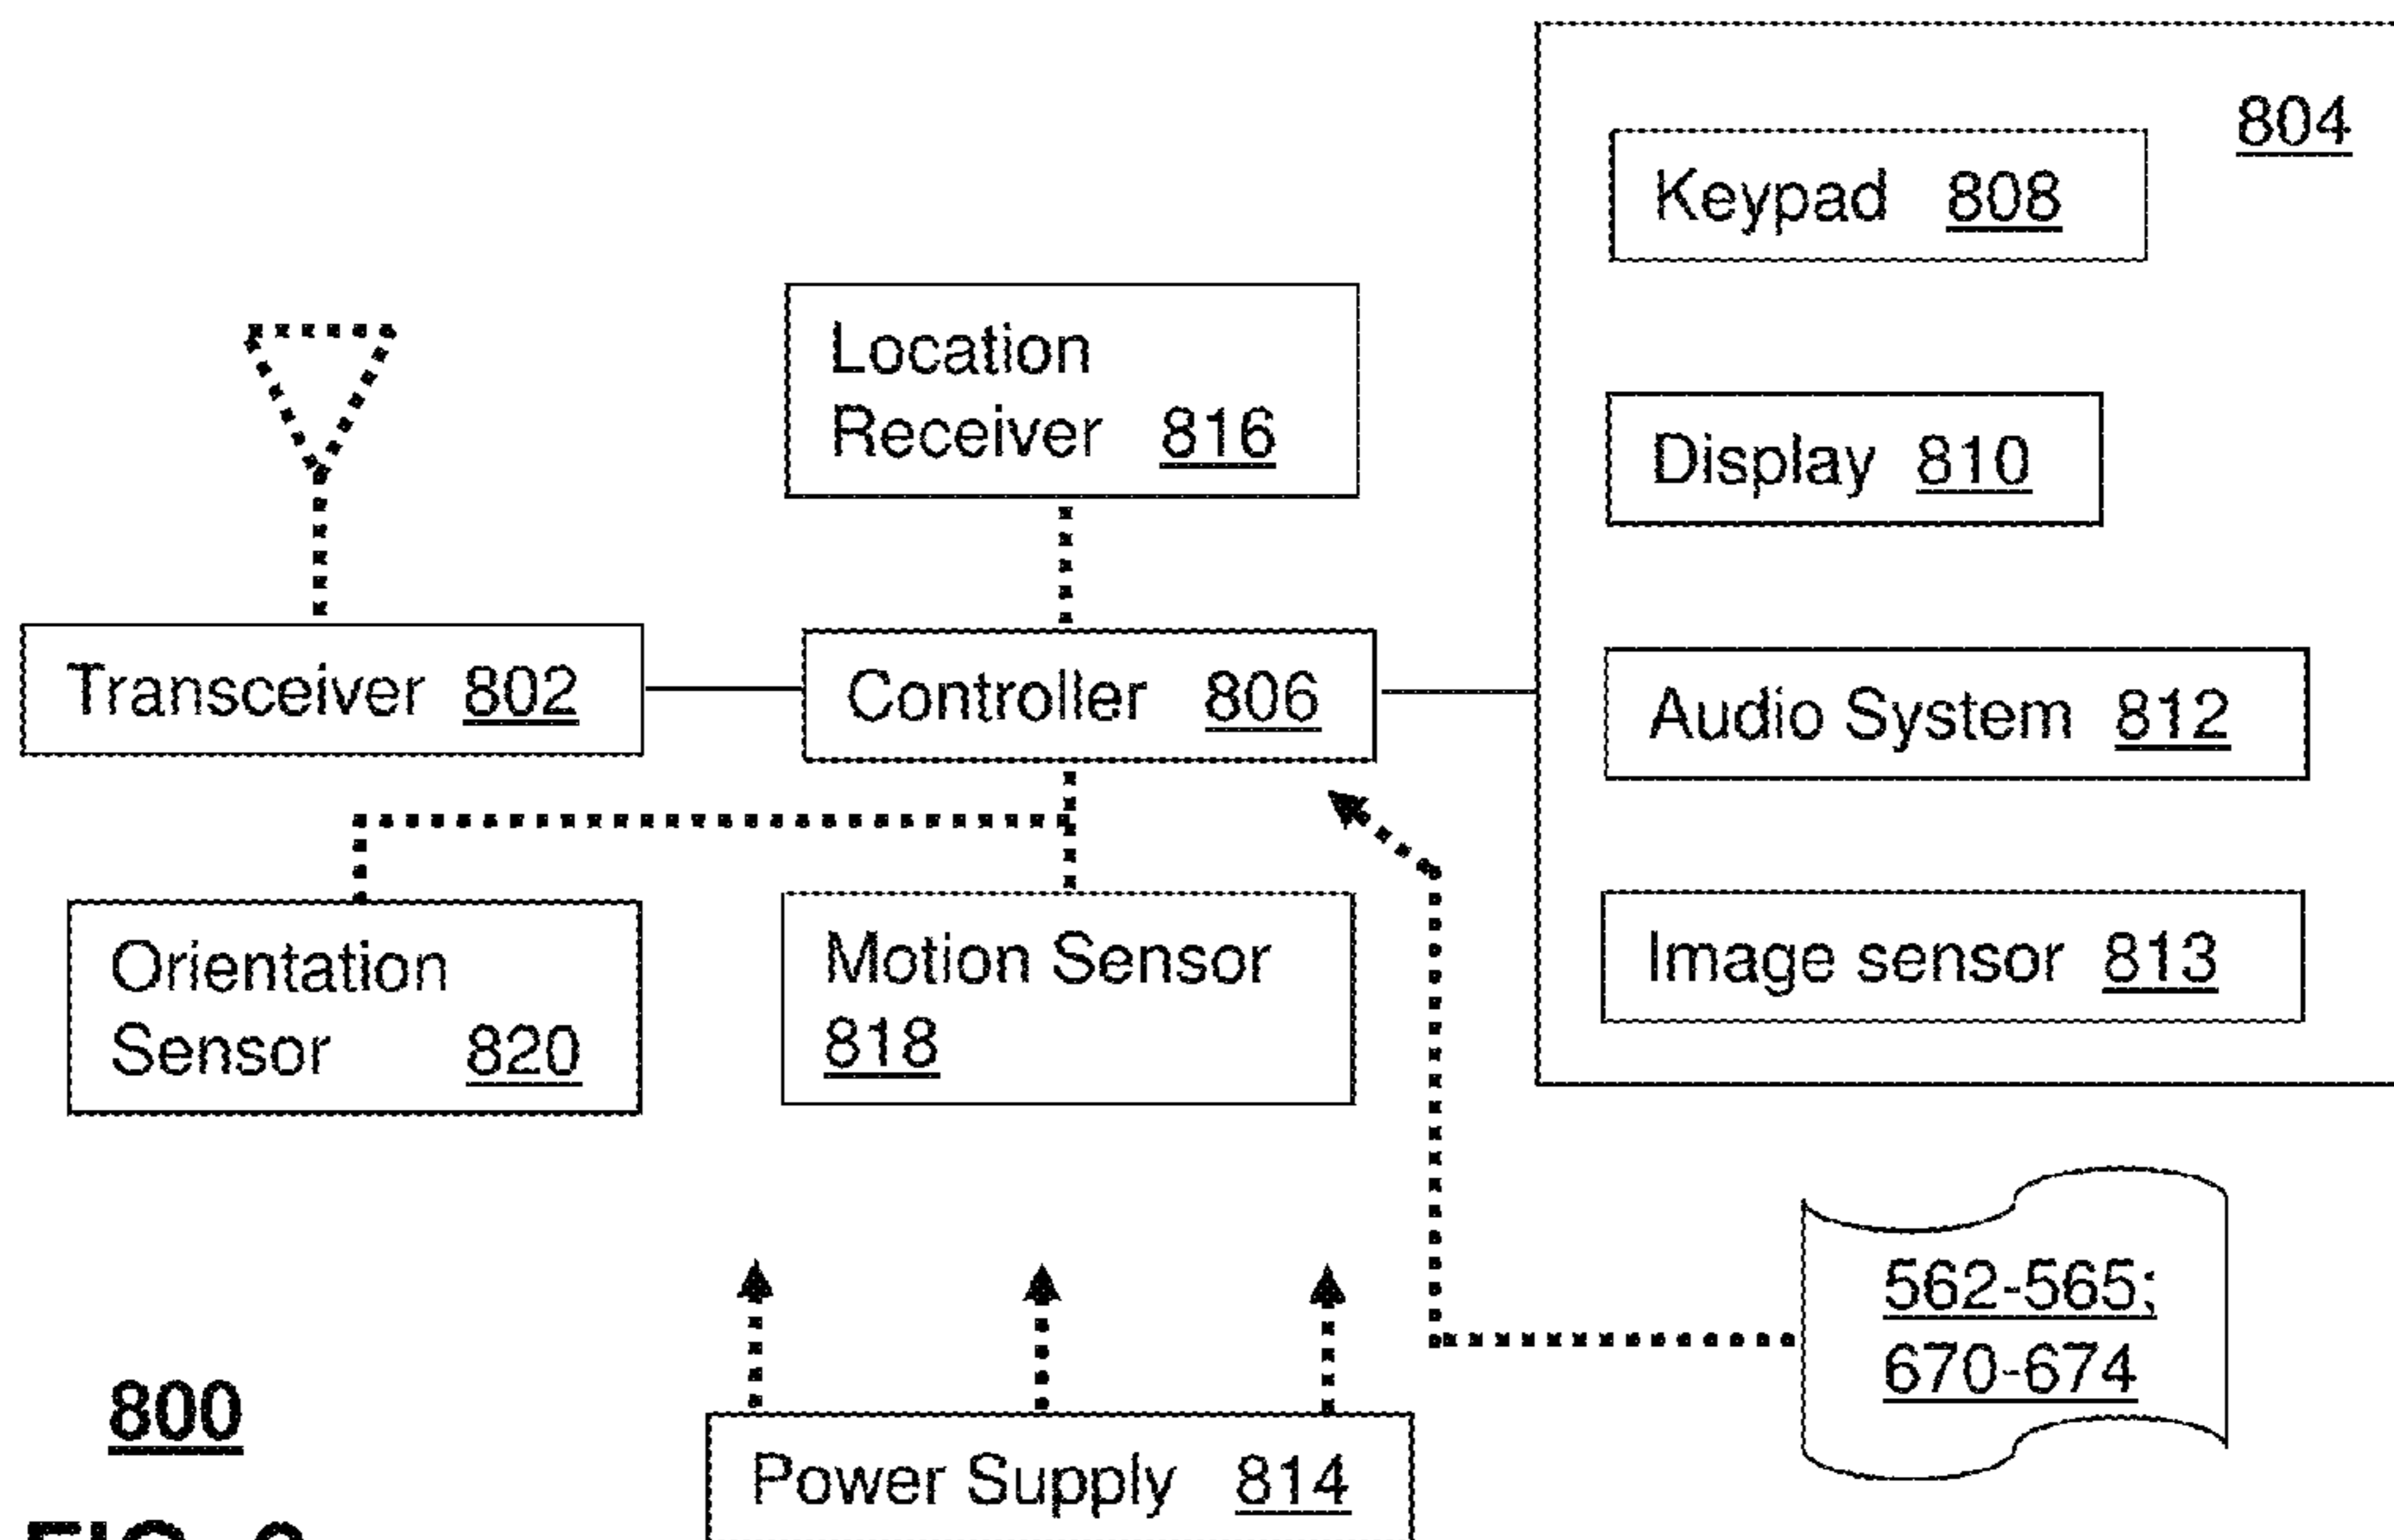 804
Keypad 808
Location
Receiver 816
Display 810
Transceiver 802
Controller 806
Audio System 812
Orientation
Sensor 820
Motion Sensor
818
Image sensor 813
562-565;
670-674
800
Power Supply 814
FIG.